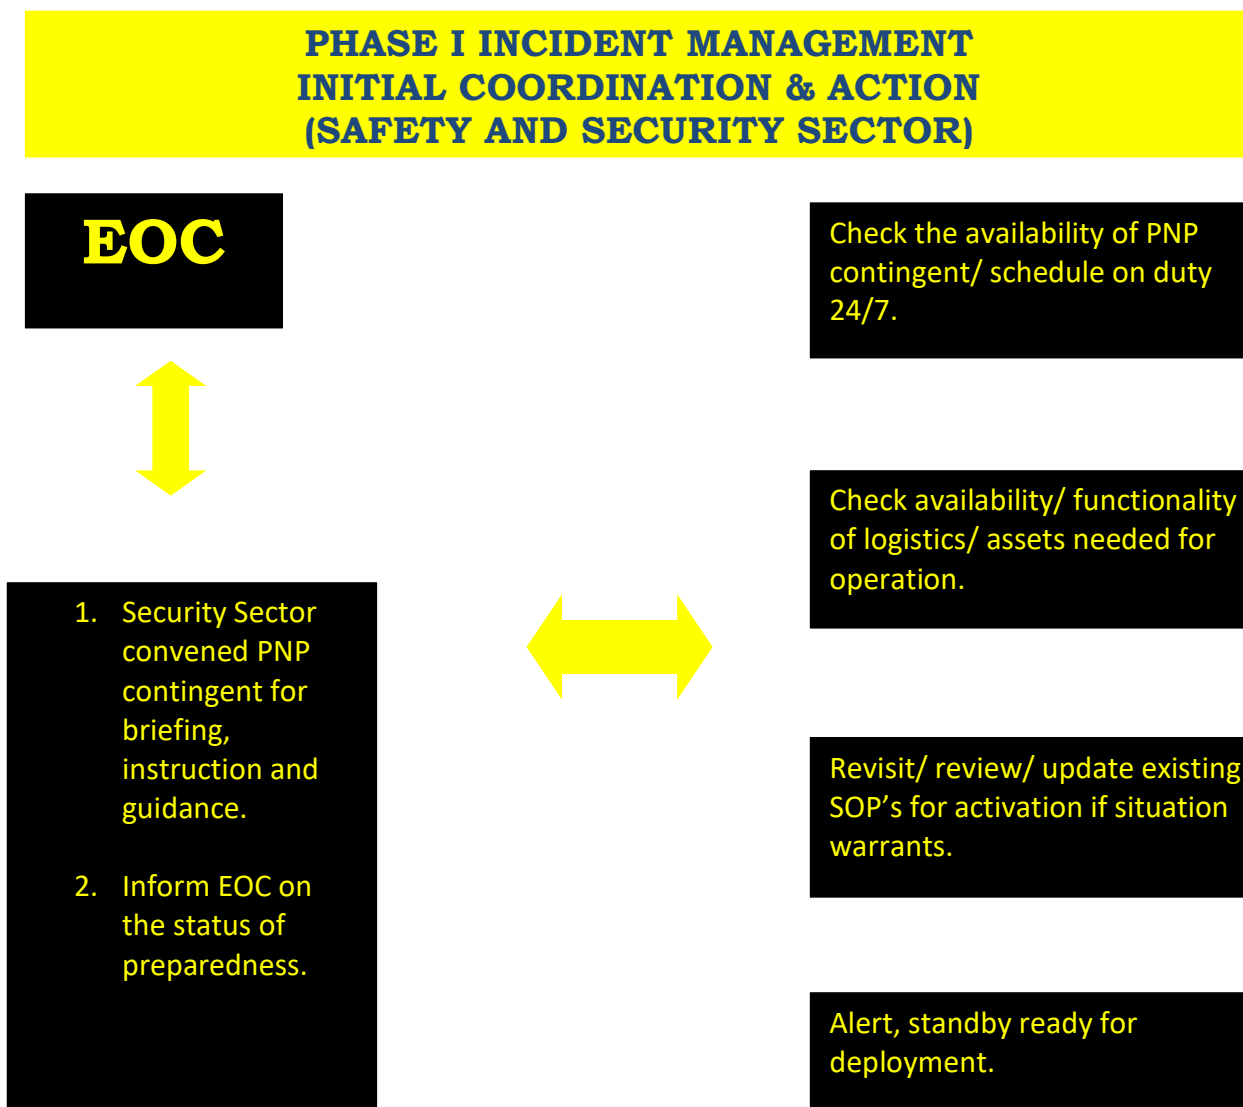 PHASE I INCIDENT MANAGEMENT
INITIAL COORDINATION & ACTION
(SAFETY AND SECURITY SECTOR)
EOC
1. Security Sector
convened PNP
contingent for
briefing,
instruction and
guidance.
2. Inform EOC on
the status of
preparedness.
Check the availability of PNP
contingent/ schedule on duty
24/7.
Check availability/ functionality
of logistics/ assets needed for
operation.
Revisit/ review/ update existing
SOP’s for activation if situation
warrants.
Alert, standby ready for
deployment.